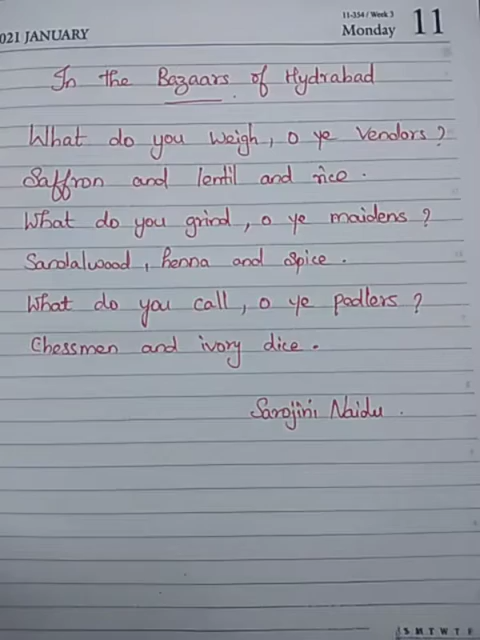 021 JANUARY
11-354 / Week 3
Monday 11
In the Bazaars of Hydrabad
What do you weigh, o ye vendors?
Saffron and lentil and rice.
What do you grind, o ye maidens?
Sandalwood, henna and spice.
What do you call, o ye pedlers?
Chessmen and ivory dice.
Sarojini Naidu.
S M T W T F